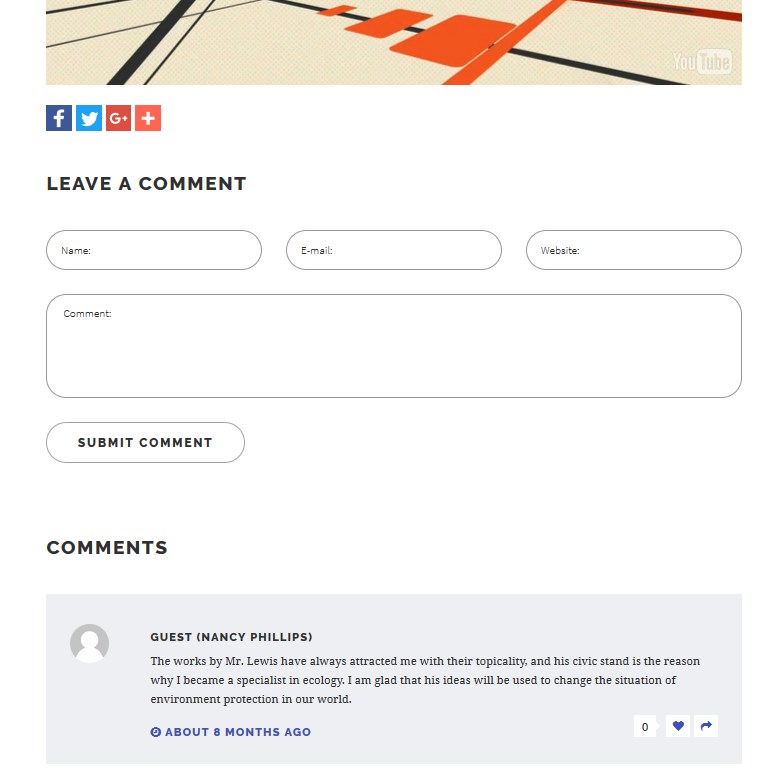 YouTube
G+
LEAVE A COMMENT
Name: E-mail: Website:
Comment:
SUBMIT COMMENT
COMMENTS
GUEST (NANCY PHILLIPS)
The works by Mr. Lewis have always attracted me with their topicality, and his civic stand is the reason
why I became a specialist in ecology. I am glad that his ideas will be used to change the situation of
environment protection in our world.
ABOUT 8 MONTHS AGO 0